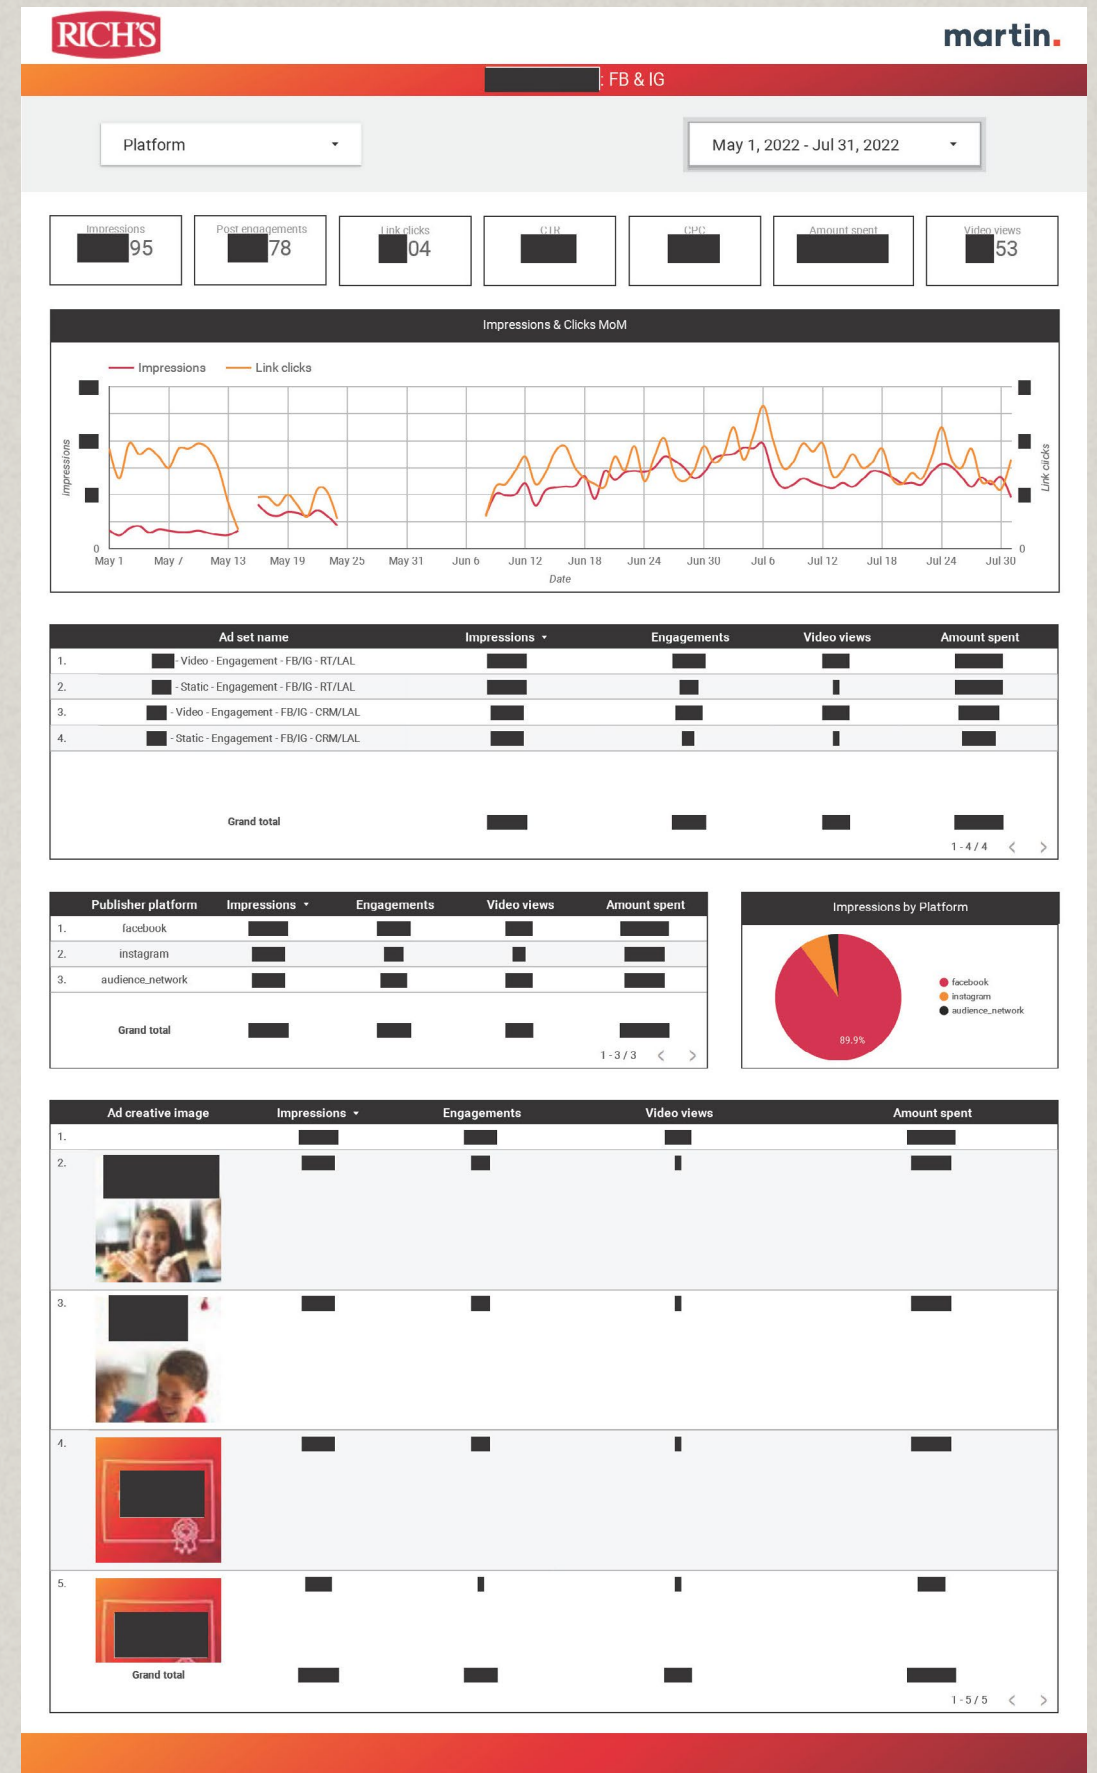 RICH'S
martin.
: FB & IG
Platform
May 1, 2022 - Jul 31, 2022
Impressions
95
Post engagements
78
Link clicks
04
CTR
CPC
Amount spent
Video views
53
Impressions & Clicks MoM
Impressions Link clicks
Impressions
Link clicks
0 0
May 1 May 7 May 13 May 19 May 25 May 31 Jun 6 Jun 12 Jun 18 Jun 24 Jun 30 Jul 6 Jul 12 Jul 18 Jul 24 Jul 30
Date
Ad set name Impressions Engagements Video views Amount spent
1. - Video - Engagement - FB/IG - RT/LAL
2. - Static - Engagement - FB/IG - RT/LAL
3. - Video - Engagement - FB/IG - CRM/LAL
4. - Static - Engagement - FB/IG - CRM/LAL
Grand total
1 - 4 / 4 < >
Publisher platform Impressions Engagements Video views Amount spent
1. facebook
2. instagram
3. audience_network
Grand total
1 - 3 / 3 < >
Impressions by Platform
89.9%
facebook
instagram
audience_network
Ad creative image Impressions Engagements Video views Amount spent
1.
2.
3.
4.
5.
Grand total
1 - 5 / 5 < >